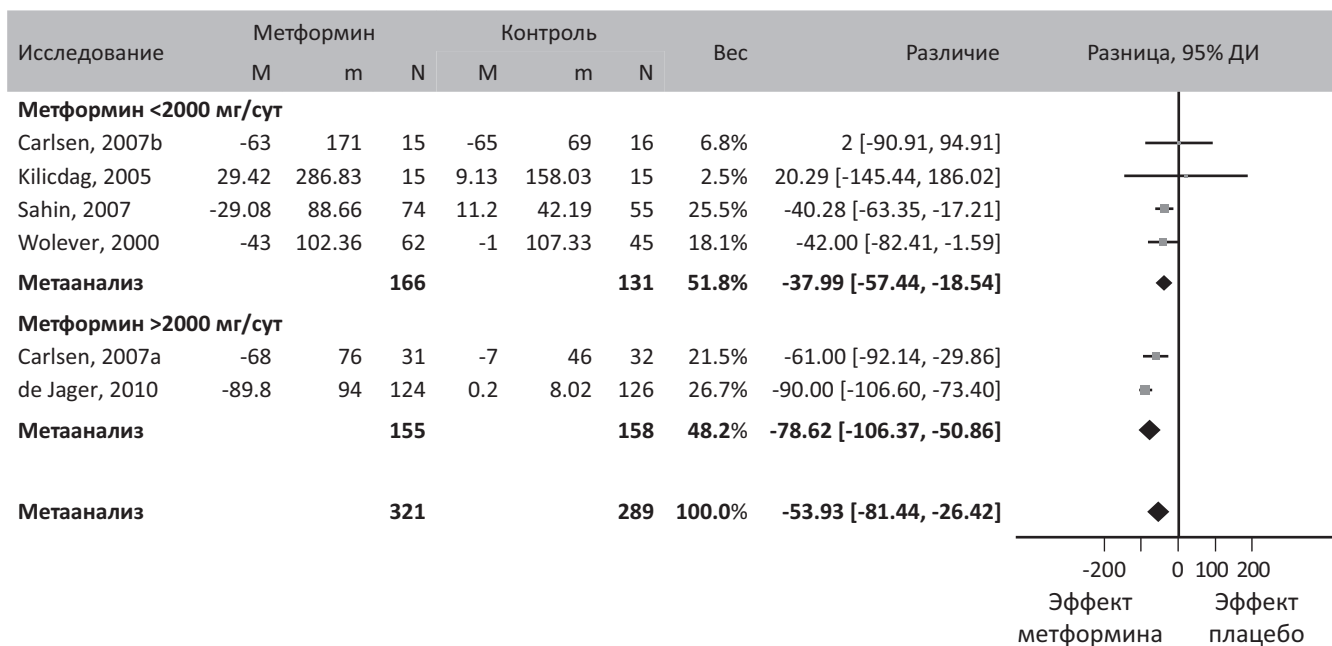 Исследование Метформин Контроль Вес Различие Разница, 95% ДИ
M m N M m N
Метформин <2000 мг/сут
Carlsen, 2007b -63 171 15 -65 69 16 6.8% 2 [-90.91, 94.91]
Kilicdag, 2005 29.42 286.83 15 9.13 158.03 15 2.5% 20.29 [-145.44, 186.02]
Sahin, 2007 -29.08 88.66 74 11.2 42.19 55 25.5% -40.28 [-63.35, -17.21]
Wolever, 2000 -43 102.36 62 -1 107.33 45 18.1% -42.00 [-82.41, -1.59]
Метаанализ 166 131 51.8% -37.99 [-57.44, -18.54]
Метформин >2000 мг/сут
Carlsen, 2007a -68 76 31 -7 46 32 21.5% -61.00 [-92.14, -29.86]
de Jager, 2010 -89.8 94 124 0.2 8.02 126 26.7% -90.00 [-106.60, -73.40]
Метаанализ 155 158 48.2% -78.62 [-106.37, -50.86]
Метаанализ 321 289 100.0% -53.93 [-81.44, -26.42]
-200 0 100 200
Эффект Эффект
метформина плацебо